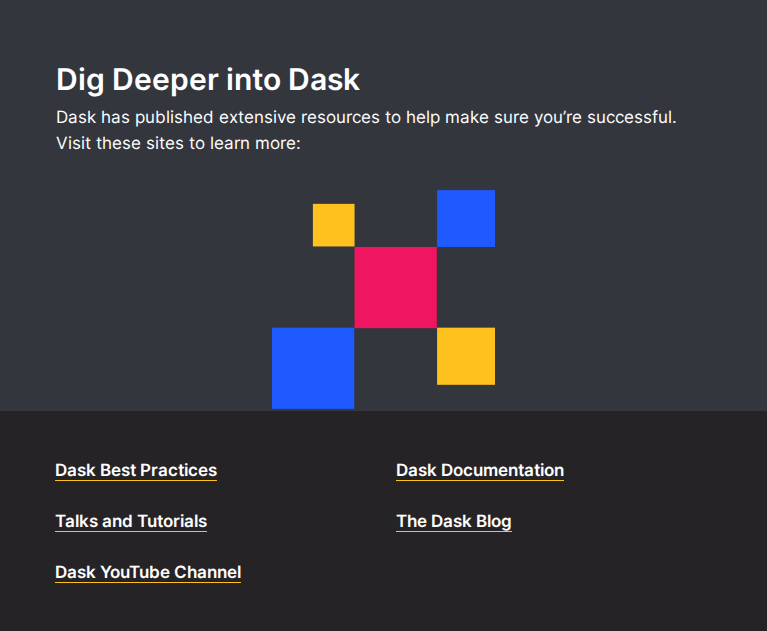 Dig Deeper into Dask
Dask has published extensive resources to help make sure you’re successful.
Visit these sites to learn more:
Dask Best Practices
Dask Documentation
Talks and Tutorials
The Dask Blog
Dask YouTube Channel